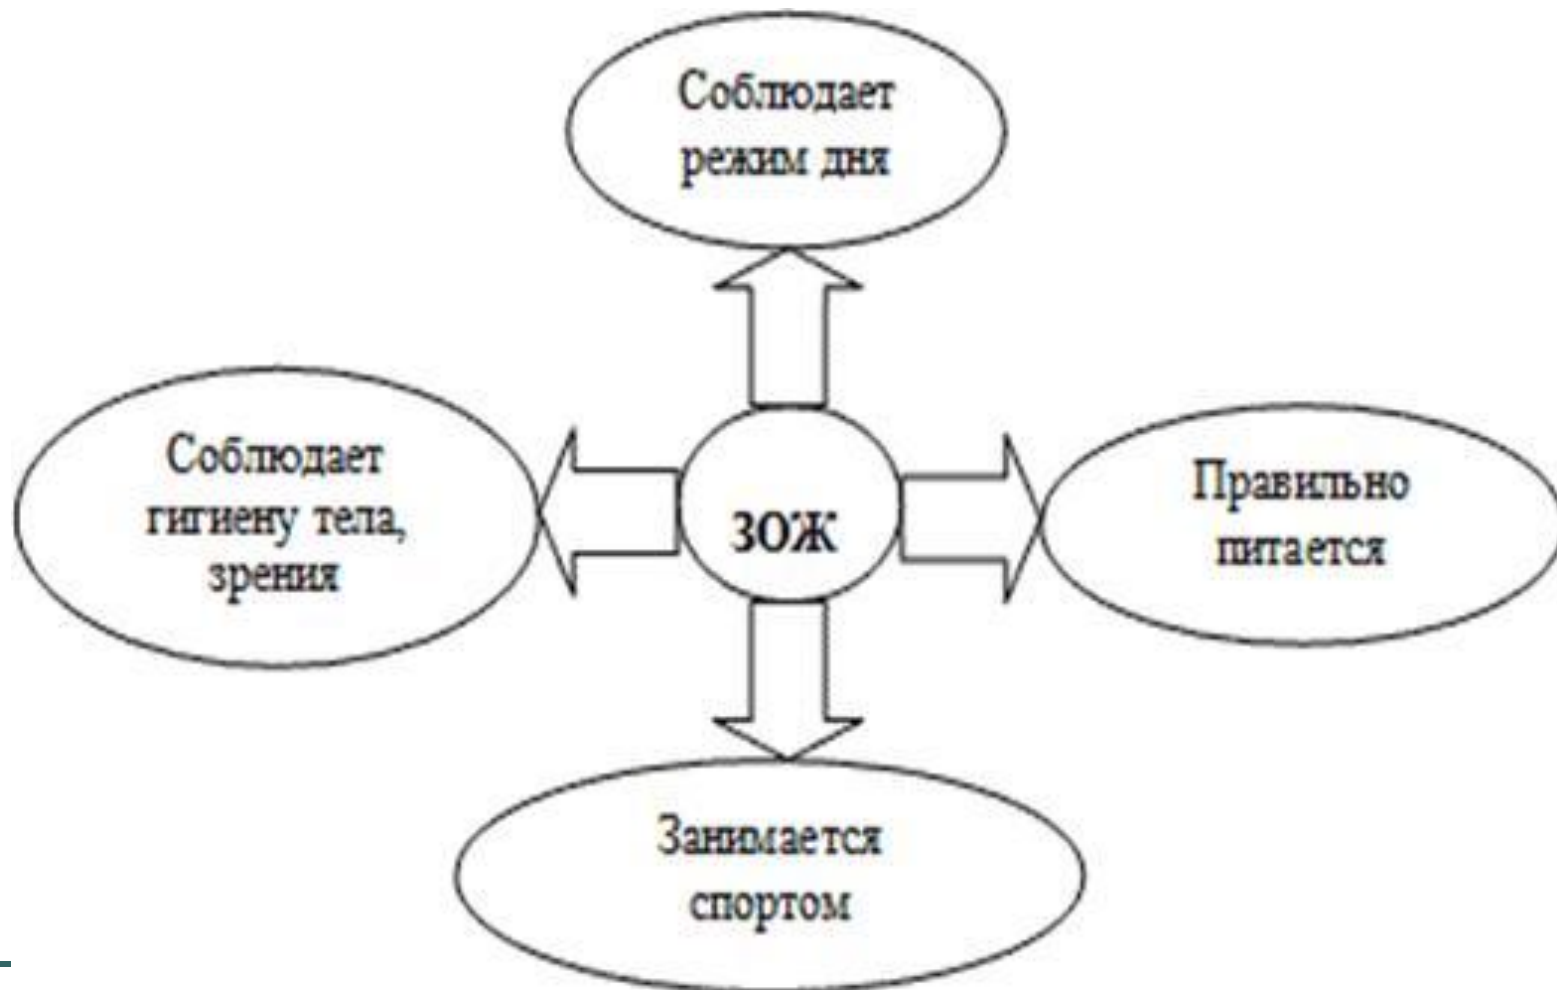 Соблюдает
режим дня
Соблюдает
гигиену тела,
зрения
ЗОЖ
Правильно
питается
Занимается
спортом